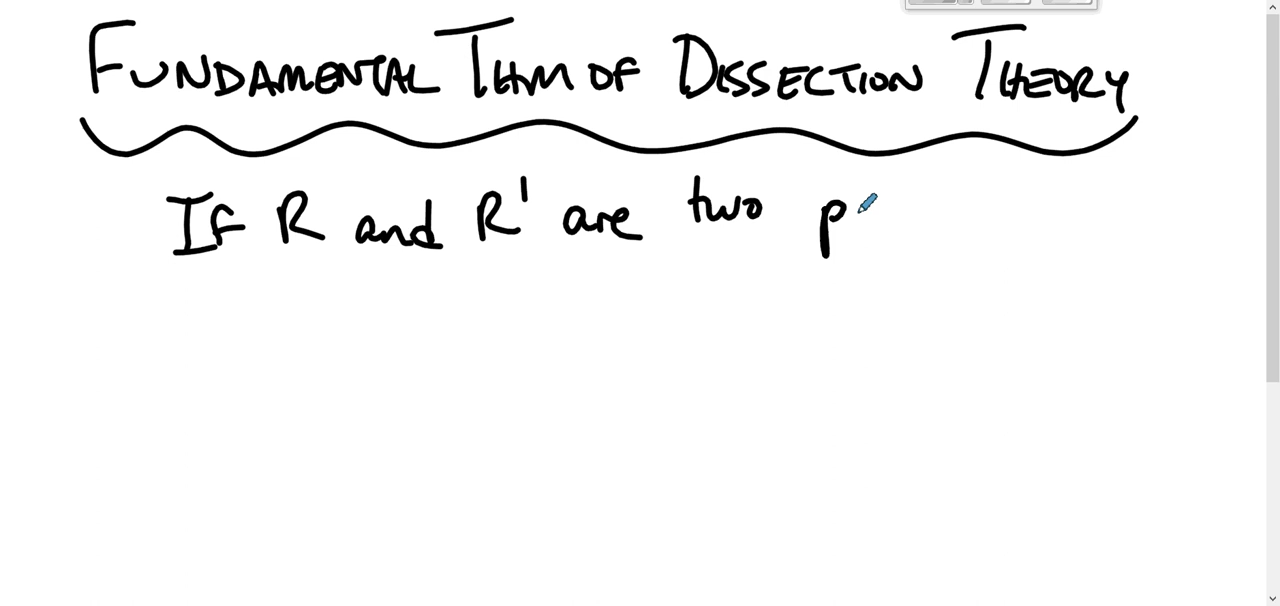 FUNDAMENTAL THM OF DISSECTION THEORY
If R and R' are two p